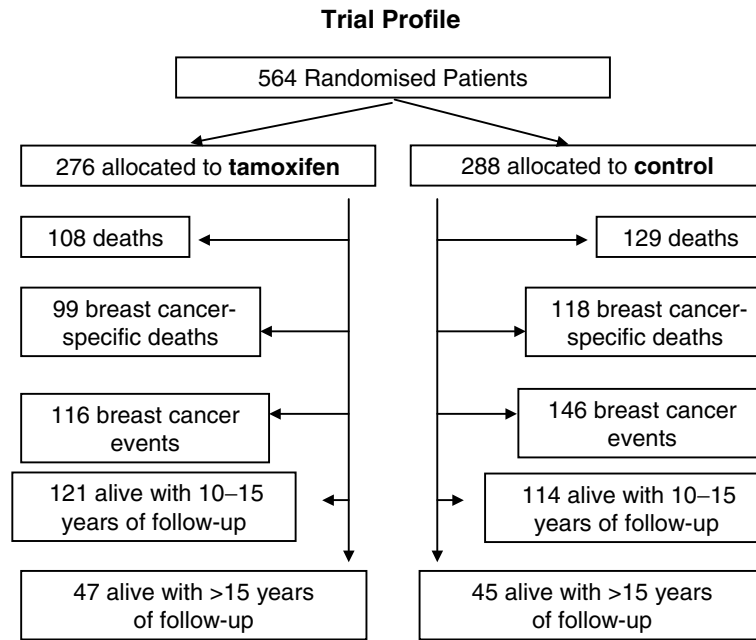 Trial Profile
564 Randomised Patients
276 allocated to tamoxifen
288 allocated to control
108 deaths
129 deaths
99 breast cancer-
specific deaths
118 breast cancer-
specific deaths
116 breast cancer
events
146 breast cancer
events
121 alive with 10–15
years of follow-up
114 alive with 10–15
years of follow-up
47 alive with >15 years
of follow-up
45 alive with >15 years
of follow-up